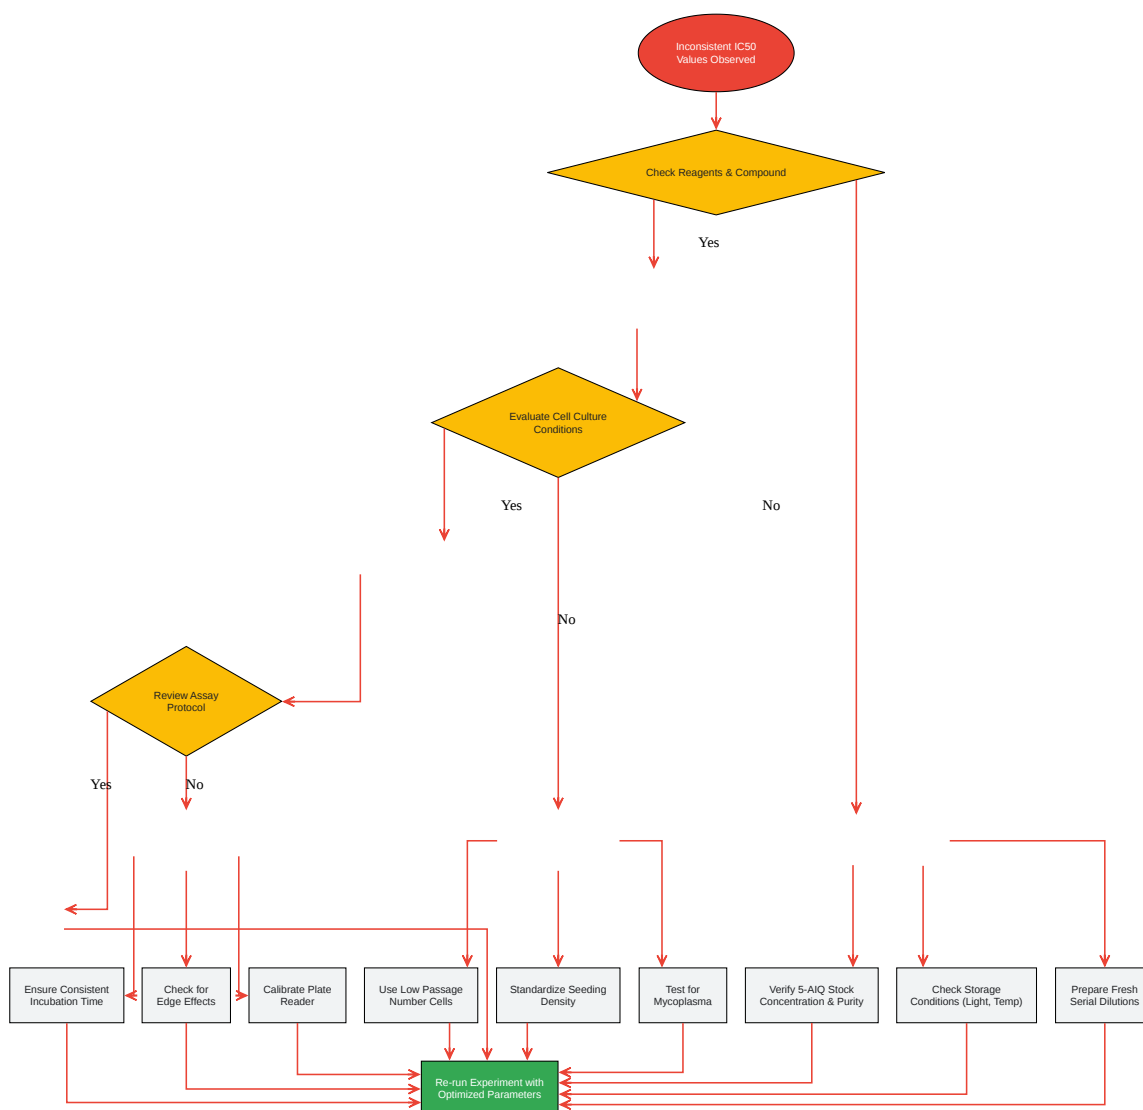 Inconsistent IC50
Values Observed
Check Reagents & Compound
Yes
Evaluate Cell Culture
Conditions
Yes
No
No
Review Assay
Protocol
Yes
No
Ensure Consistent
Incubation Time
Check for
Edge Effects
Calibrate Plate
Reader
Use Low Passage
Number Cells
Standardize Seeding
Density
Test for
Mycoplasma
Verify 5-AIQ Stock
Concentration & Purity
Check Storage
Conditions (Light, Temp)
Prepare Fresh
Serial Dilutions
Re-run Experiment with
Optimized Parameters